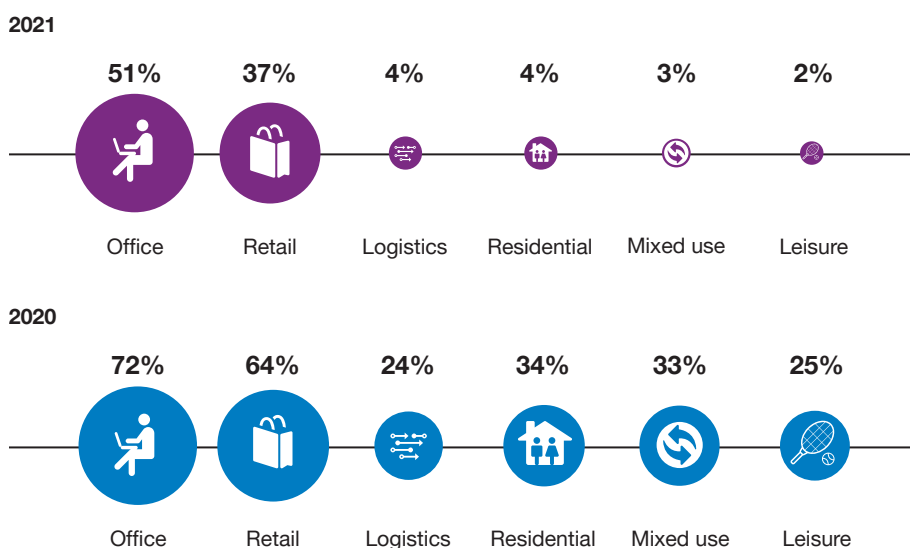 2021
51% 37% 4% 4% 3% 2%
Office Retail Logistics Residential Mixed use Leisure
2020
72% 64% 24% 34% 33% 25%
Office Retail Logistics Residential Mixed use Leisure